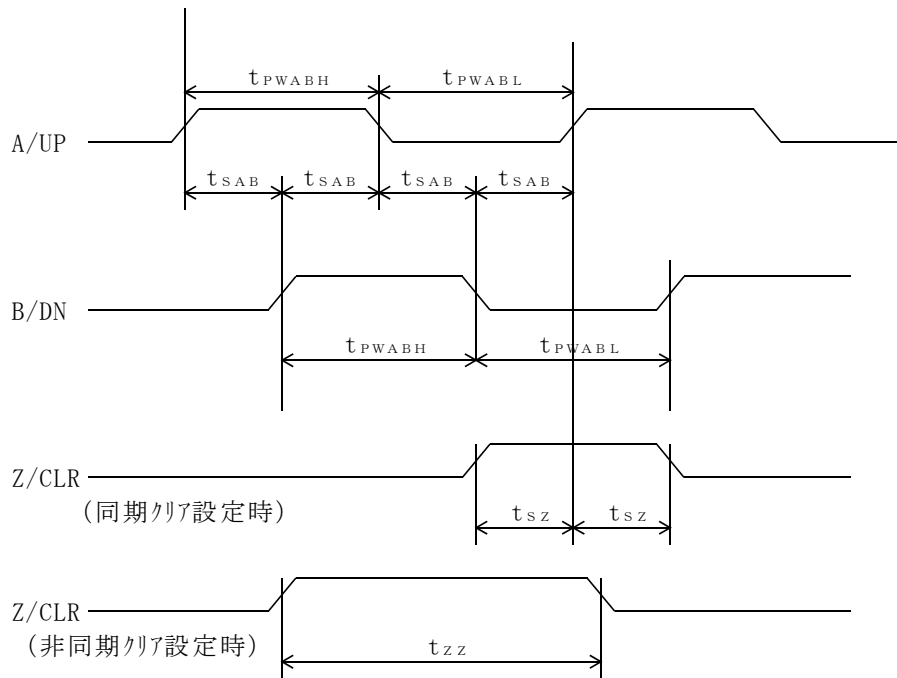 tPWABH tPWABL
A/UP
tSAB tSAB tSAB tSAB
B/DN
tPWABH tPWABL
Z/CLR
(同期ｸﾘｱ設定時)
tSZ tSZ
Z/CLR
(非同期ｸﾘｱ設定時)
tZZ